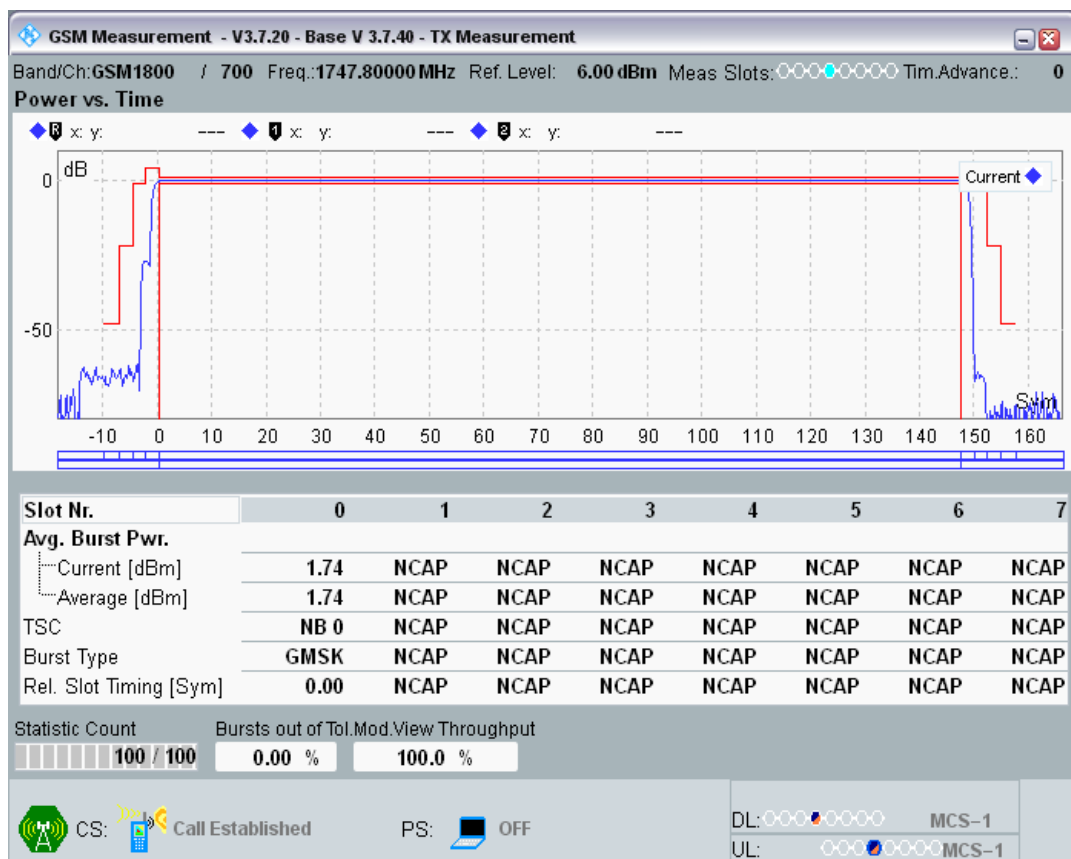 GSM Measurement - V3.7.20 - Base V 3.7.40 - TX Measurement
Band/Ch:GSM1800 / 700 Freq.:1747.80000 MHz Ref. Level: 6.00 dBm Meas Slots: Tim.Advance.: 0
Power vs. Time
R x: y: --- 1 x: y: --- 2 x: y: ---
dB
Current
0
-50
Sym
-10 0 10 20 30 40 50 60 70 80 90 100 110 120 130 140 150 160
Slot Nr. 0 1 2 3 4 5 6 7
Avg. Burst Pwr.
Current [dBm] 1.74 NCAP NCAP NCAP NCAP NCAP NCAP NCAP
Average [dBm] 1.74 NCAP NCAP NCAP NCAP NCAP NCAP NCAP
TSC NB 0 NCAP NCAP NCAP NCAP NCAP NCAP NCAP
Burst Type GMSK NCAP NCAP NCAP NCAP NCAP NCAP NCAP
Rel. Slot Timing [Sym] 0.00 NCAP NCAP NCAP NCAP NCAP NCAP NCAP
Statistic Count Bursts out of Tol. Mod.View Throughput
100 / 100 0.00 % 100.0 %
CS: Call Established PS: OFF
DL: MCS-1
UL: MCS-1